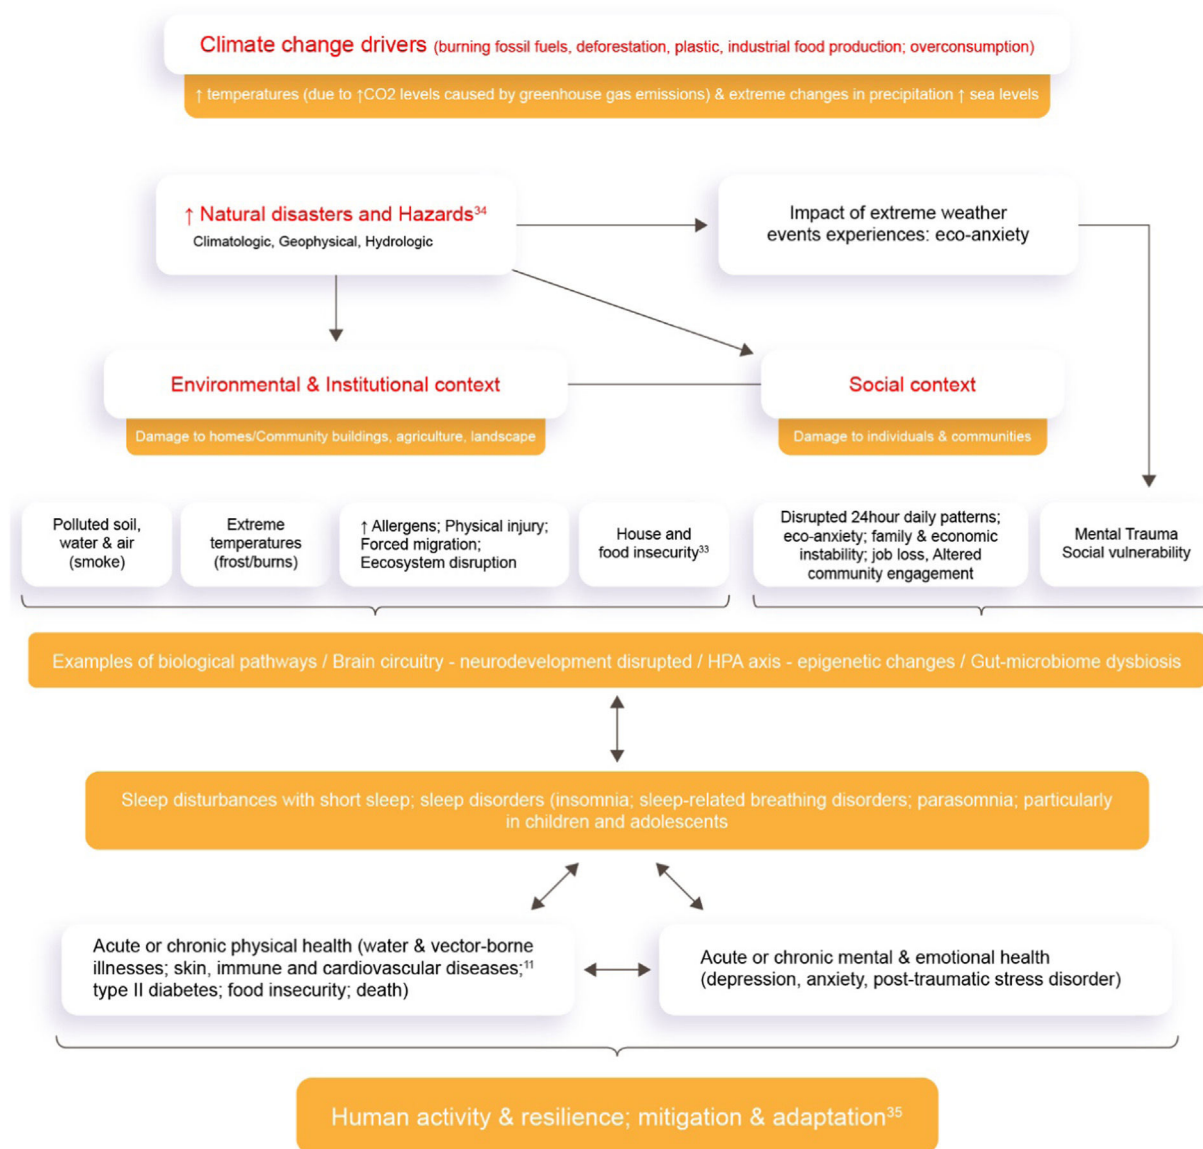 Climate change drivers (burning fossil fuels, deforestation, plastic, industrial food production; overconsumption)
↑ temperatures (due to ↑CO2 levels caused by greenhouse gas emissions) & extreme changes in precipitation ↑ sea levels
↑ Natural disasters and Hazards³⁴
Climatologic, Geophysical, Hydrologic
Impact of extreme weather
events experiences: eco-anxiety
Environmental & Institutional context
Damage to homes/Community buildings, agriculture, landscape
Social context
Damage to individuals & communities
Polluted soil,
water & air
(smoke)
Extreme
temperatures
(frost/burns)
↑ Allergens; Physical injury;
Forced migration;
Eecosystem disruption
House and
food insecurity³³
Disrupted 24hour daily patterns;
eco-anxiety; family & economic
instability; job loss, Altered
community engagement
Mental Trauma
Social vulnerability
Examples of biological pathways / Brain circuitry - neurodevelopment disrupted / HPA axis - epigenetic changes / Gut-microbiome dysbiosis
Sleep disturbances with short sleep; sleep disorders (insomnia; sleep-related breathing disorders; parasomnia; particularly
in children and adolescents
Acute or chronic physical health (water & vector-borne
illnesses; skin, immune and cardiovascular diseases;¹¹
type II diabetes; food insecurity; death)
Acute or chronic mental & emotional health
(depression, anxiety, post-traumatic stress disorder)
Human activity & resilience; mitigation & adaptation³⁵